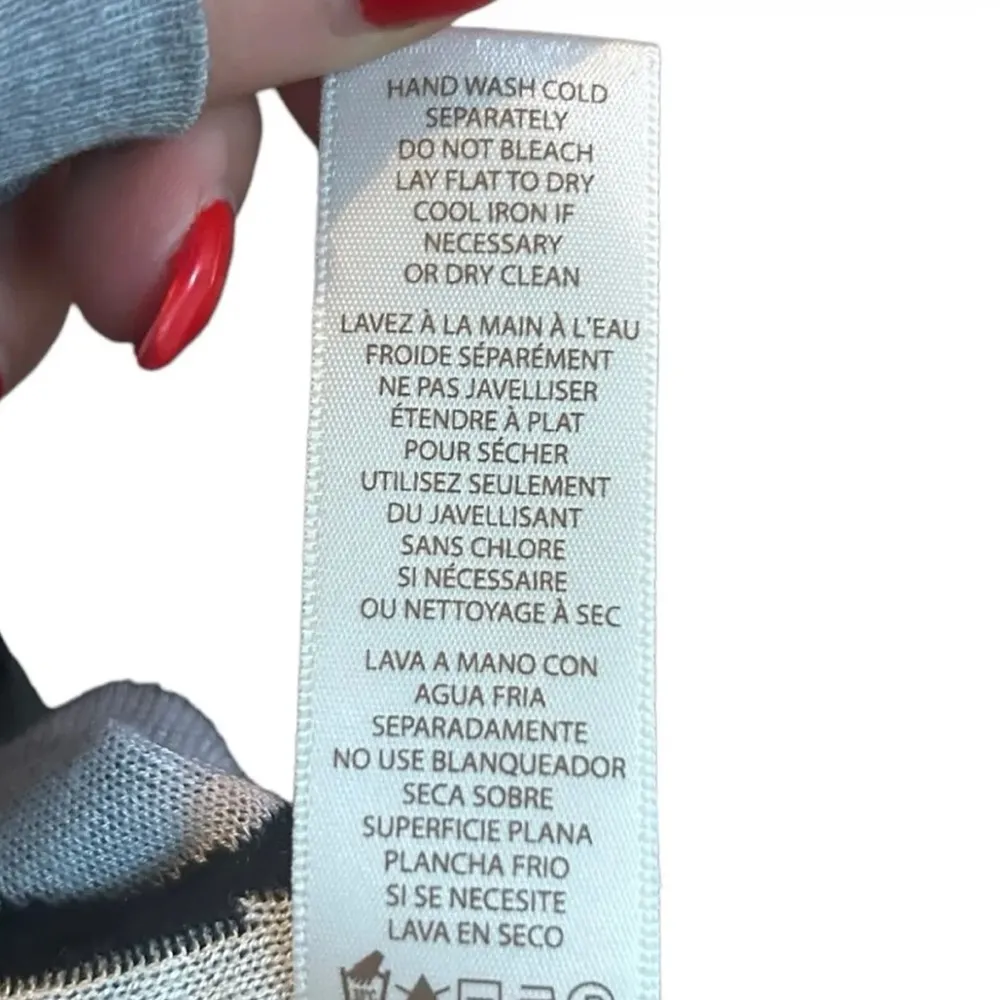 HAND WASH COLD
SEPARATELY
DO NOT BLEACH
LAY FLAT TO DRY
COOL IRON IF
NECESSARY
OR DRY CLEAN
LAVEZ À LA MAIN À L'EAU
FROIDE SÉPARÉMENT
NE PAS JAVELLISER
ÉTENDRE À PLAT
POUR SÉCHER
UTILISEZ SEULEMENT
DU JAVELLISANT
SANS CHLORE
SI NÉCESSAIRE
OU NETTOYAGE À SEC
LAVA A MANO CON
AGUA FRIA
SEPARADAMENTE
NO USE BLANQUEADOR
SECA SOBRE
SUPERFICIE PLANA
PLANCHA FRIO
SI SE NECESITE
LAVA EN SECO